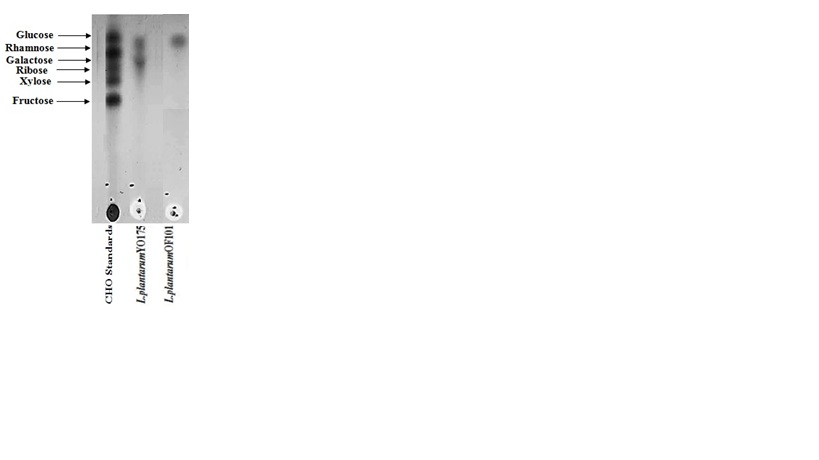 Glucose
Rhamnose
Galactose
Ribose
Xylose
Fructose
CHO Standards
L.plantarumYO175
L.plantarumOF101